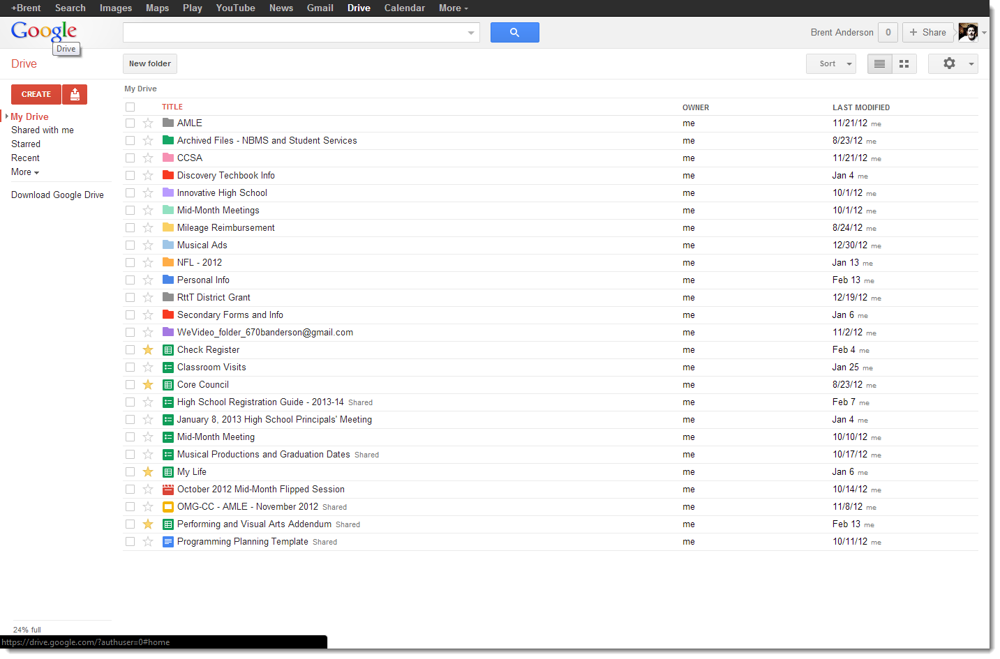 +Brent Search Images Maps Play YouTube News Gmail Drive Calendar More
Google
Brent Anderson 0 + Share
Drive
Drive
New folder
Sort
CREATE
My Drive
Shared with me
Starred
Recent
More
Download Google Drive
My Drive
TITLE OWNER LAST MODIFIED
AMLE me 11/21/12 me
Archived Files - NBMS and Student Services me 8/23/12 me
CCSA me 11/21/12 me
Discovery Techbook Info me Jan 4 me
Innovative High School me 10/1/12 me
Mid-Month Meetings me 10/1/12 me
Mileage Reimbursement me 8/24/12 me
Musical Ads me 12/30/12 me
NFL - 2012 me Jan 13 me
Personal Info me Feb 13 me
RttT District Grant me 12/19/12 me
Secondary Forms and Info me Jan 6 me
WeVideo_folder_670banderson@gmail.com me 11/2/12 me
Check Register me Feb 4 me
Classroom Visits me Jan 25 me
Core Council me 8/23/12 me
High School Registration Guide - 2013-14 Shared me Feb 7 me
January 8, 2013 High School Principals' Meeting me Jan 4 me
Mid-Month Meeting me 10/10/12 me
Musical Productions and Graduation Dates Shared me 10/17/12 me
My Life me Jan 6 me
October 2012 Mid-Month Flipped Session me 10/14/12 me
OMG-CC - AMLE - November 2012 Shared me 11/8/12 me
Performing and Visual Arts Addendum Shared me Feb 13 me
Programming Planning Template Shared me 10/11/12 me
24% full
https://drive.google.com/?authuser=0#home